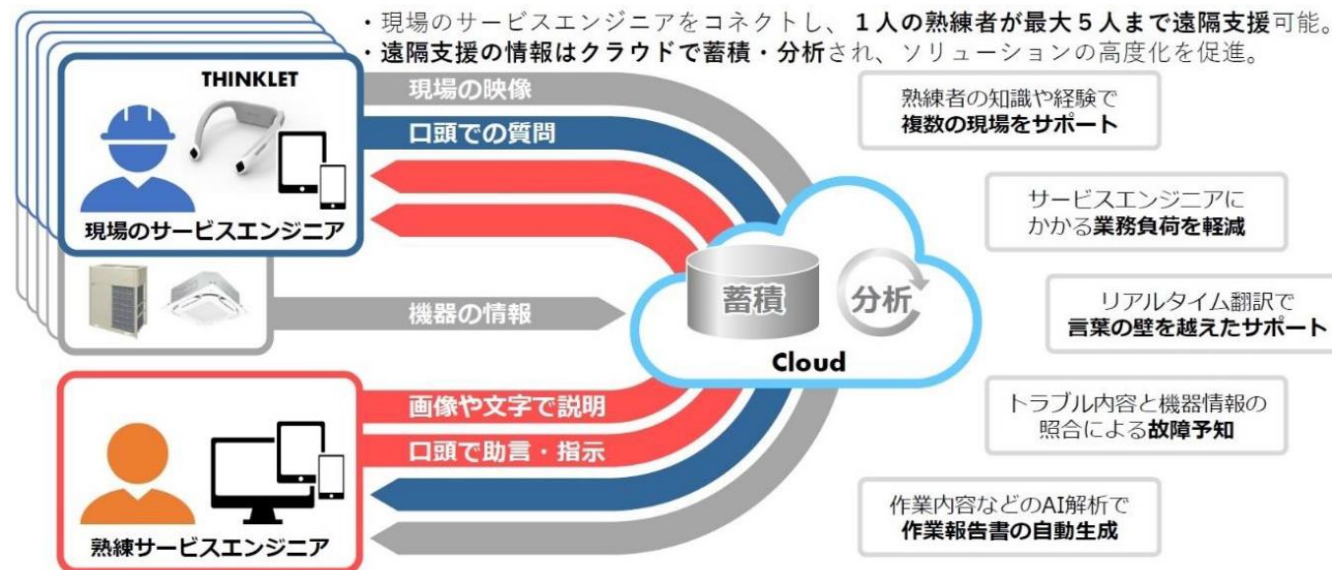 ・現場のサービスエンジニアをコネクトし、1人の熟練者が最大5人まで遠隔支援可能。
・遠隔支援の情報はクラウドで蓄積・分析され、ソリューションの高度化を促進。
THINKLET
現場のサービスエンジニア
現場の映像
口頭での質問
機器の情報
画像や文字で説明
口頭で助言・指示
熟練サービスエンジニア
蓄積
分析
Cloud
熟練者の知識や経験で
複数の現場をサポート
サービスエンジニアに
かかる業務負荷を軽減
リアルタイム翻訳で
言葉の壁を越えたサポート
トラブル内容と機器情報の
照合による故障予知
作業内容などのAI解析で
作業報告書の自動生成